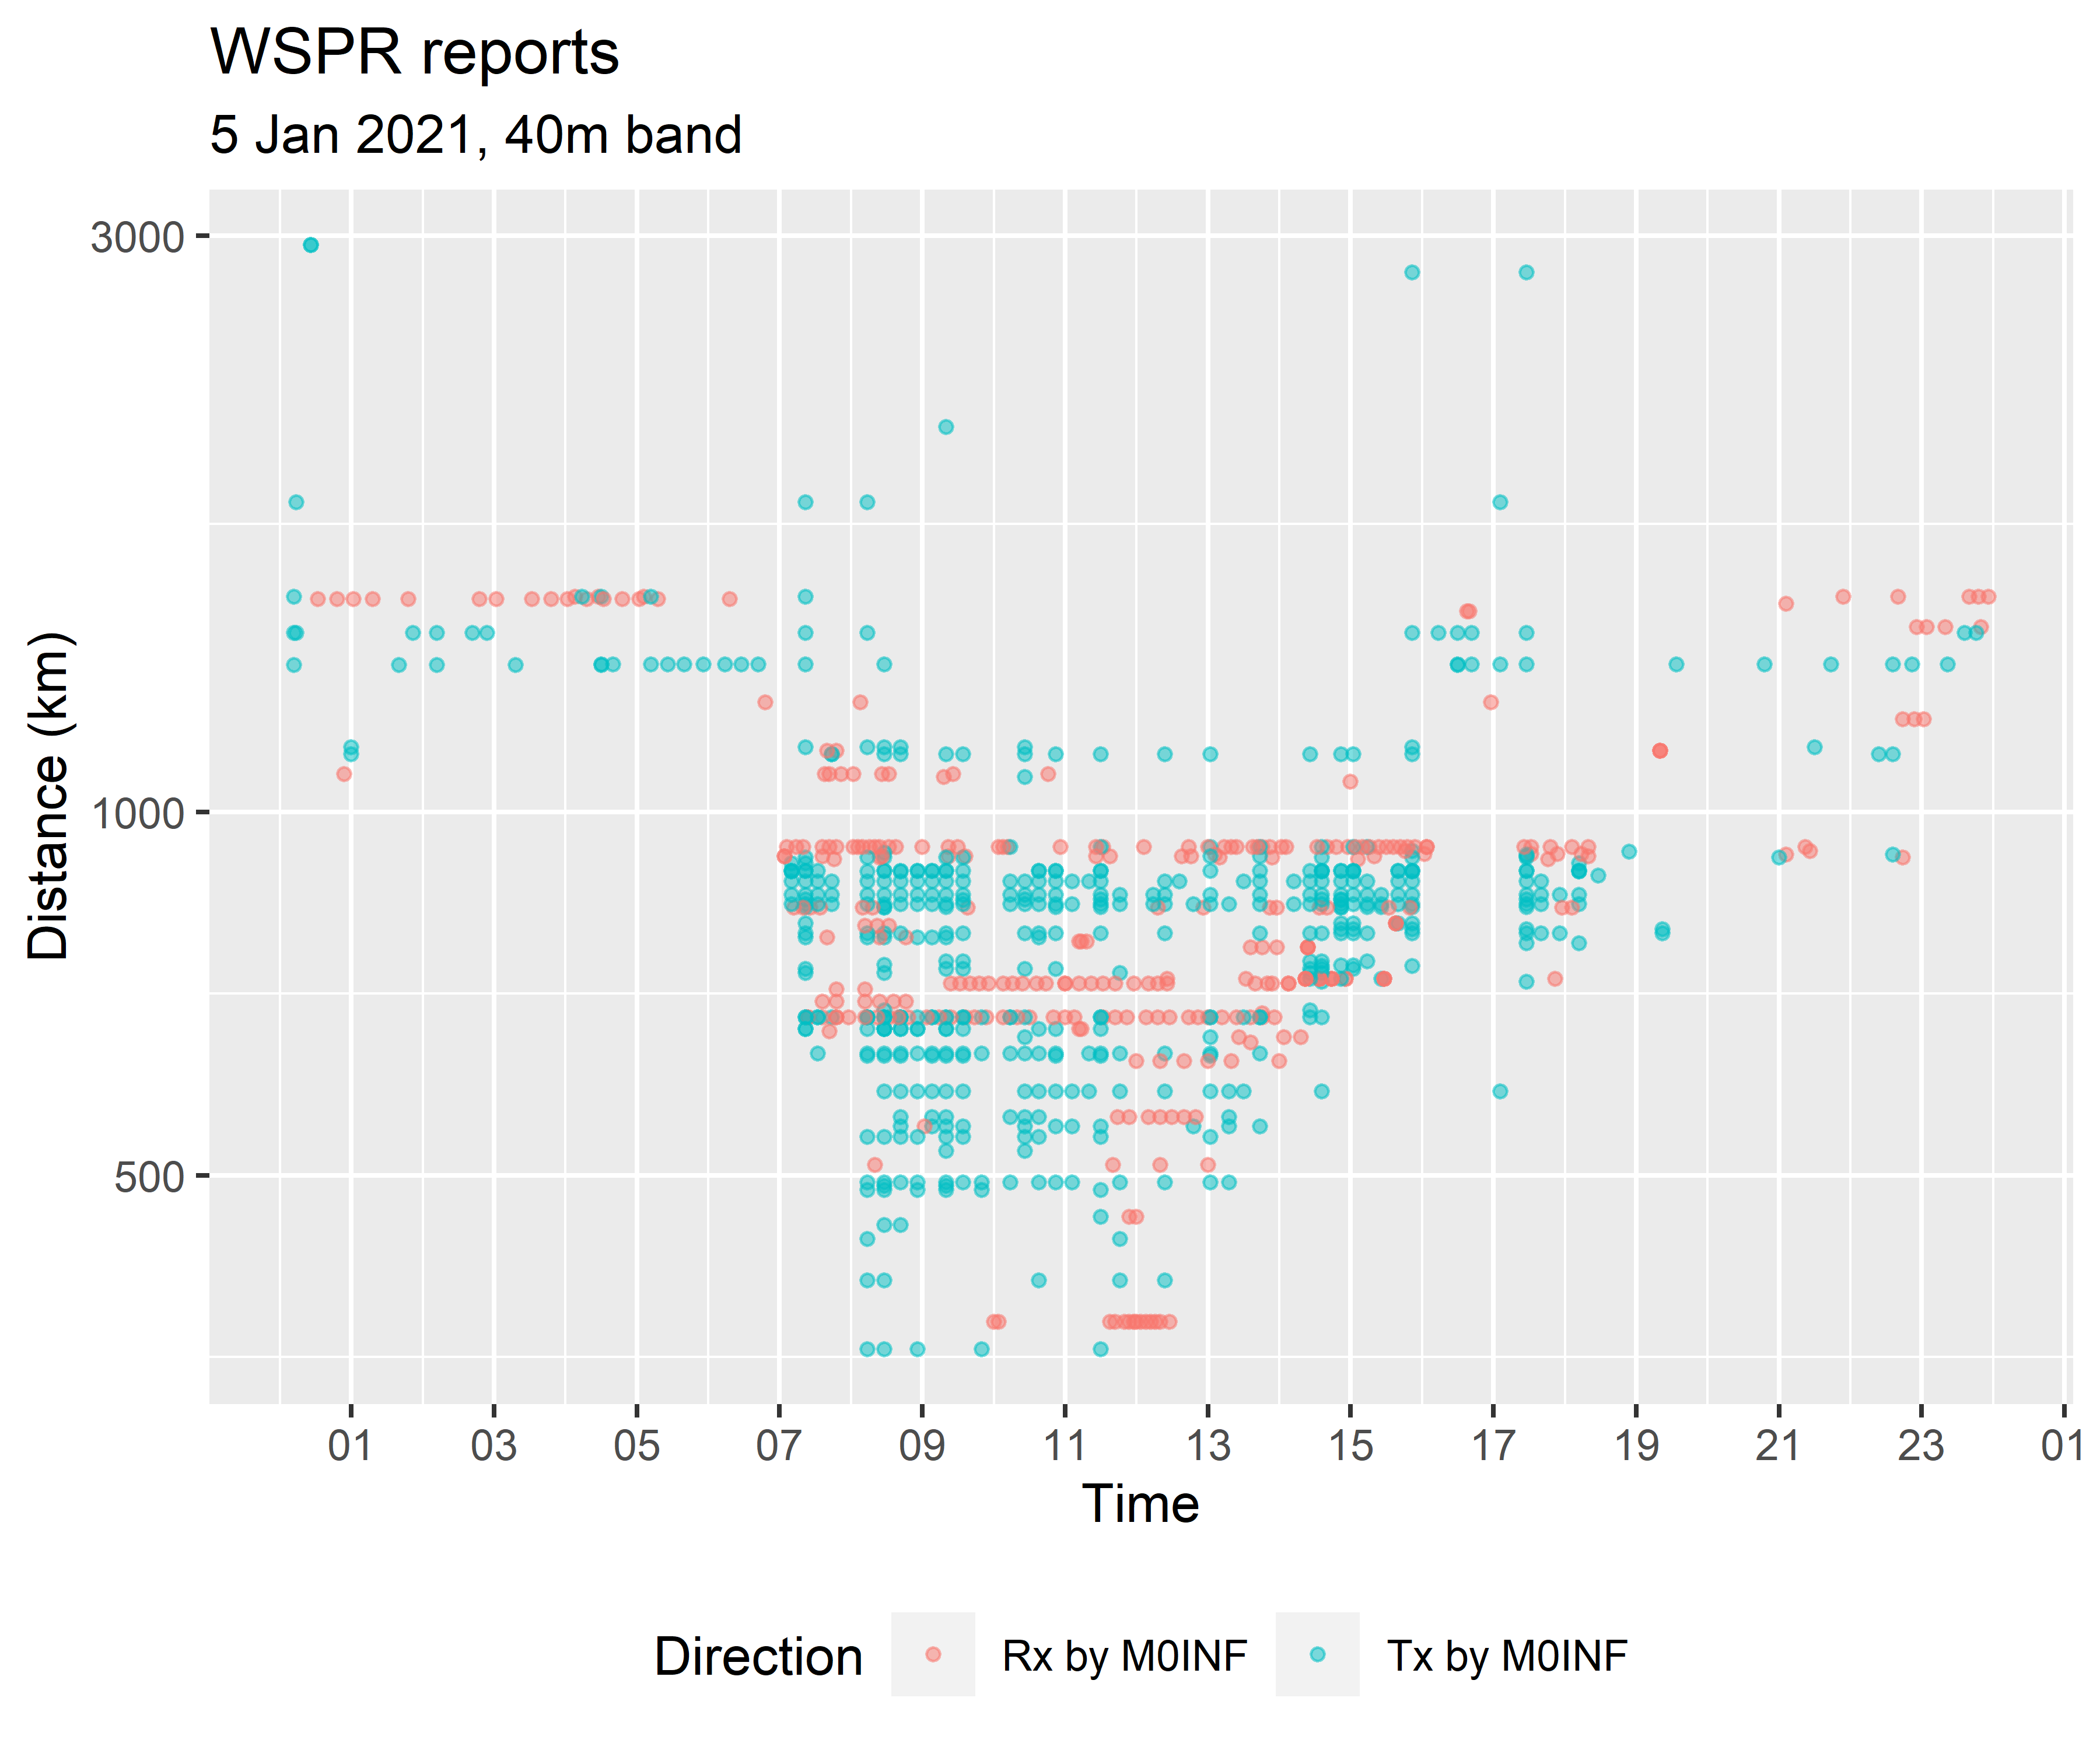 WSPR reports
5 Jan 2021, 40m band
3000
1000
500
Distance (km)
01 03 05 07 09 11 13 15 17 19 21 23 01
Time
Direction Rx by M0INF Tx by M0INF